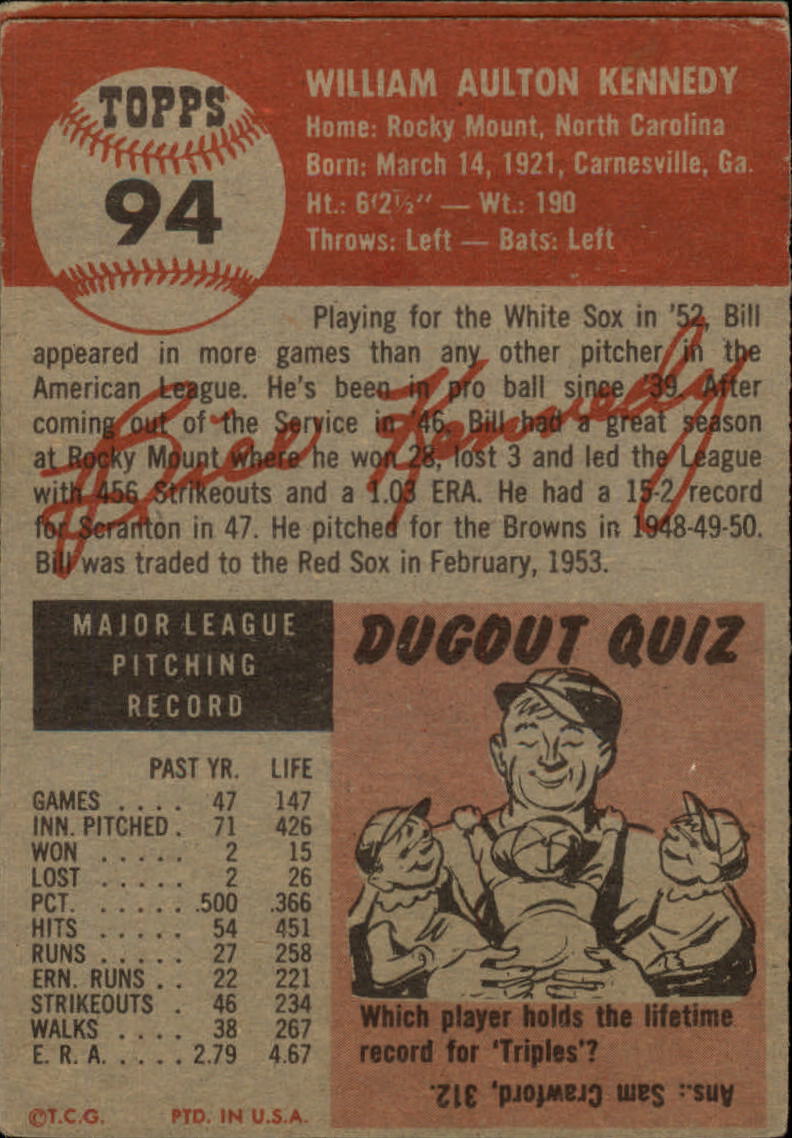 TOPPS
94
WILLIAM AULTON KENNEDY
Home: Rocky Mount, North Carolina
Born: March 14, 1921, Carnesville, Ga.
Ht.: 6'2½" — Wt.: 190
Throws: Left — Bats: Left
Playing for the White Sox in '52, Bill
appeared in more games than any other pitcher in the
American League. He's been in pro ball since '39. After
coming out of the Service in '46, Bill had a great season
at Rocky Mount where he won 28, lost 3 and led the League
with 456 Strikeouts and a 1.03 ERA. He had a 15-2 record
for Scranton in 47. He pitched for the Browns in 1948-49-50.
Bill was traded to the Red Sox in February, 1953.
Bill Kennedy
MAJOR LEAGUE
PITCHING
RECORD
PAST YR. LIFE
GAMES . . . . 47 147
INN. PITCHED . 71 426
WON . . . . . 2 15
LOST . . . . . 2 26
PCT. . . . . . .500 .366
HITS . . . . . 54 451
RUNS . . . . . 27 258
ERN. RUNS . . 22 221
STRIKEOUTS . 46 234
WALKS . . . . 38 267
E. R. A. . . . . 2.79 4.67
©T.C.G. PTD. IN U.S.A.
DUGOUT QUIZ
Which player holds the lifetime
record for 'Triples'?
Ans.: Sam Crawford, 312.